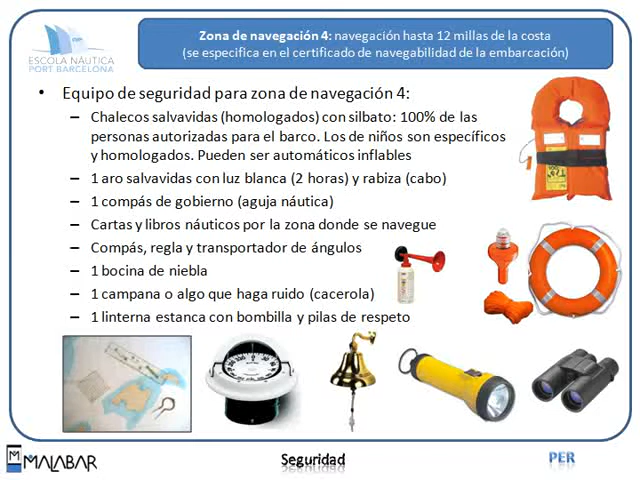 ESCOLA NÀUTICA
PORT BARCELONA
Zona de navegación 4: navegación hasta 12 millas de la costa
(se especifica en el certificado de navegabilidad de la embarcación)
• Equipo de seguridad para zona de navegación 4:
– Chalecos salvavidas (homologados) con silbato: 100% de las
personas autorizadas para el barco. Los de niños son específicos
y homologados. Pueden ser automáticos inflables
– 1 aro salvavidas con luz blanca (2 horas) y rabiza (cabo)
– 1 compás de gobierno (aguja náutica)
– Cartas y libros náuticos por la zona donde se navegue
– Compás, regla y transportador de ángulos
– 1 bocina de niebla
– 1 campana o algo que haga ruido (cacerola)
– 1 linterna estanca con bombilla y pilas de respeto
MALABAR
Seguridad
PER